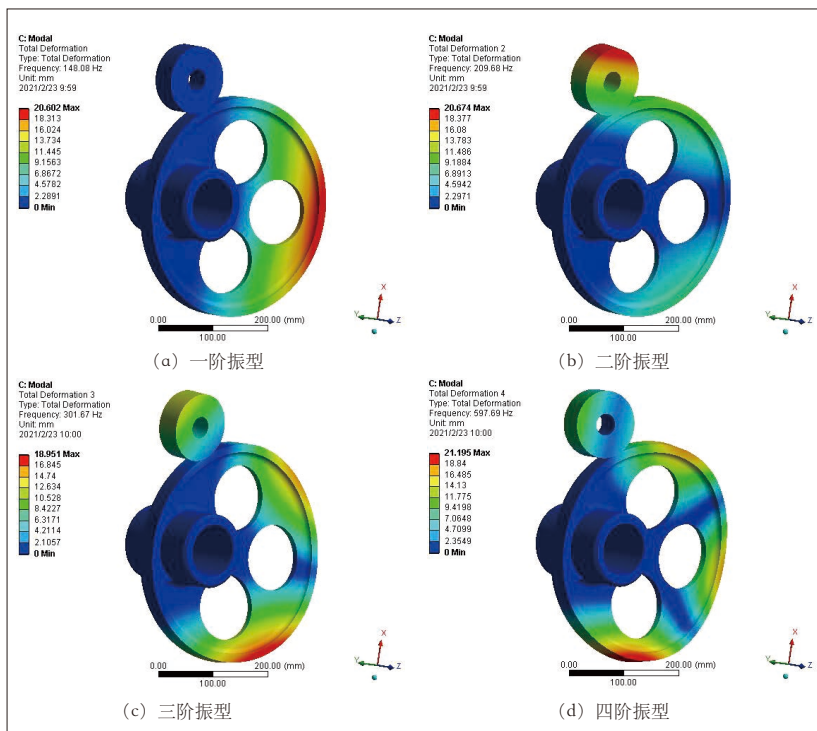 C: Modal
Total Deformation
Type: Total Deformation
Frequency: 148.08 Hz
Unit: mm
2021/2/23 9:59
20.602 Max
18.313
16.024
13.734
11.445
9.1563
6.8672
4.5782
2.2891
0 Min
0.00
200.00 (mm)
100.00
X
Y
Z
(a) 一阶振型
C: Modal
Total Deformation 2
Type: Total Deformation
Frequency: 209.68 Hz
Unit: mm
2021/2/23 9:59
20.674 Max
18.377
16.08
13.783
11.486
9.1884
6.8913
4.5942
2.2971
0 Min
0.00
200.00 (mm)
100.00
X
Y
Z
(b) 二阶振型
C: Modal
Total Deformation 3
Type: Total Deformation
Frequency: 301.67 Hz
Unit: mm
2021/2/23 10:00
18.951 Max
16.845
14.74
12.634
10.528
8.4227
6.3171
4.2114
2.1057
0 Min
0.00
200.00 (mm)
100.00
X
Y
Z
(c) 三阶振型
C: Modal
Total Deformation 4
Type: Total Deformation
Frequency: 597.69 Hz
Unit: mm
2021/2/23 10:00
21.195 Max
18.84
16.485
14.13
11.775
9.4198
7.0648
4.7099
2.3549
0 Min
0.00
200.00 (mm)
100.00
X
Y
Z
(d) 四阶振型